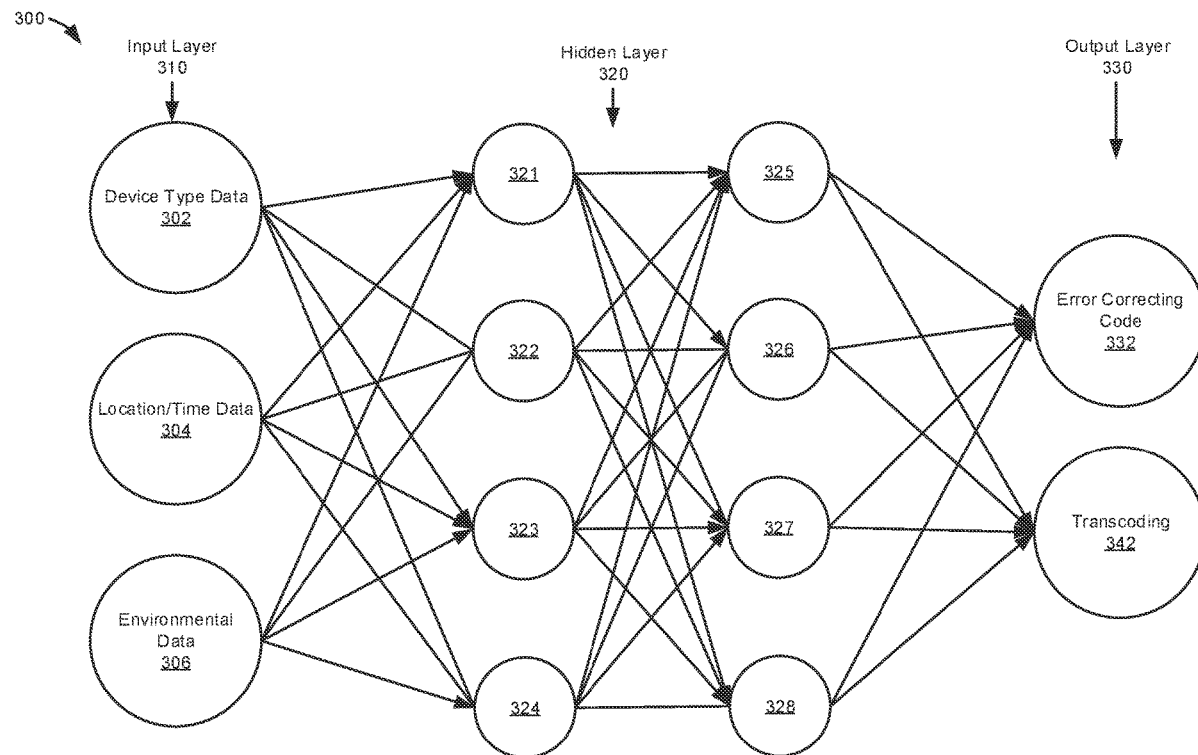 300
Input Layer
310
Hidden Layer
320
Output Layer
330
Device Type Data
302
Location/Time Data
304
Environmental
Data
306
321
322
323
324
325
326
327
328
Error Correcting
Code
332
Transcoding
342